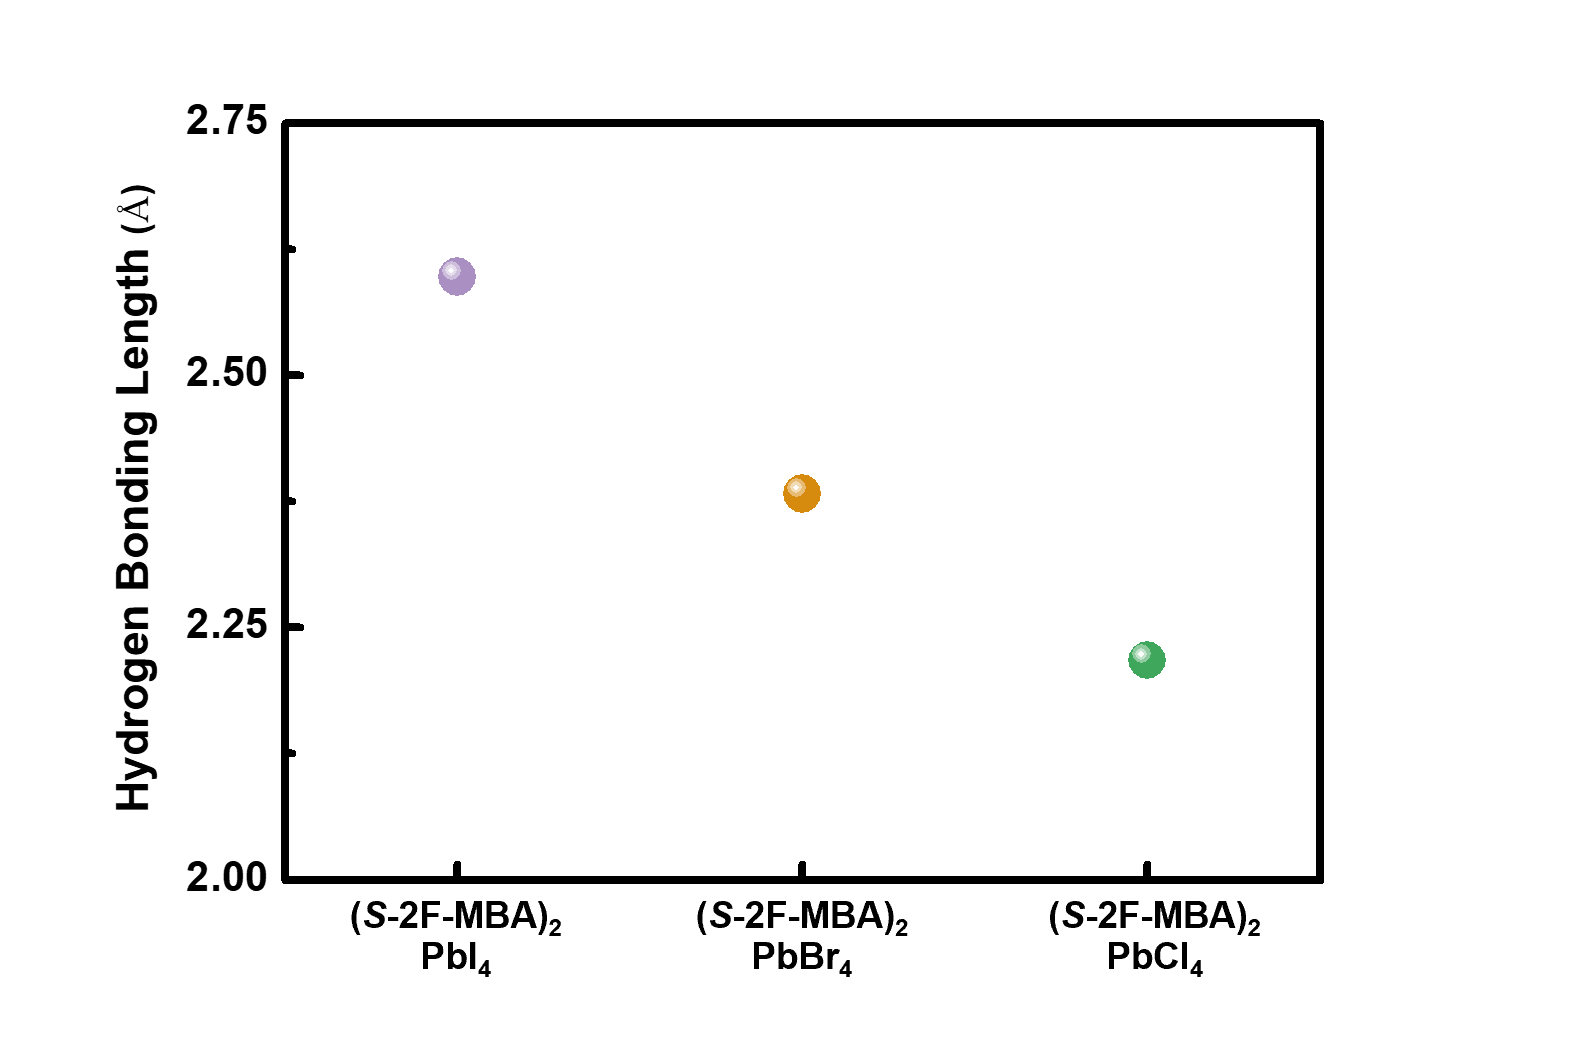 2.75
2.50
2.25
2.00
Hydrogen Bonding Length (Å)
(S-2F-MBA)₂
PbI₄
(S-2F-MBA)₂
PbBr₄
(S-2F-MBA)₂
PbCl₄